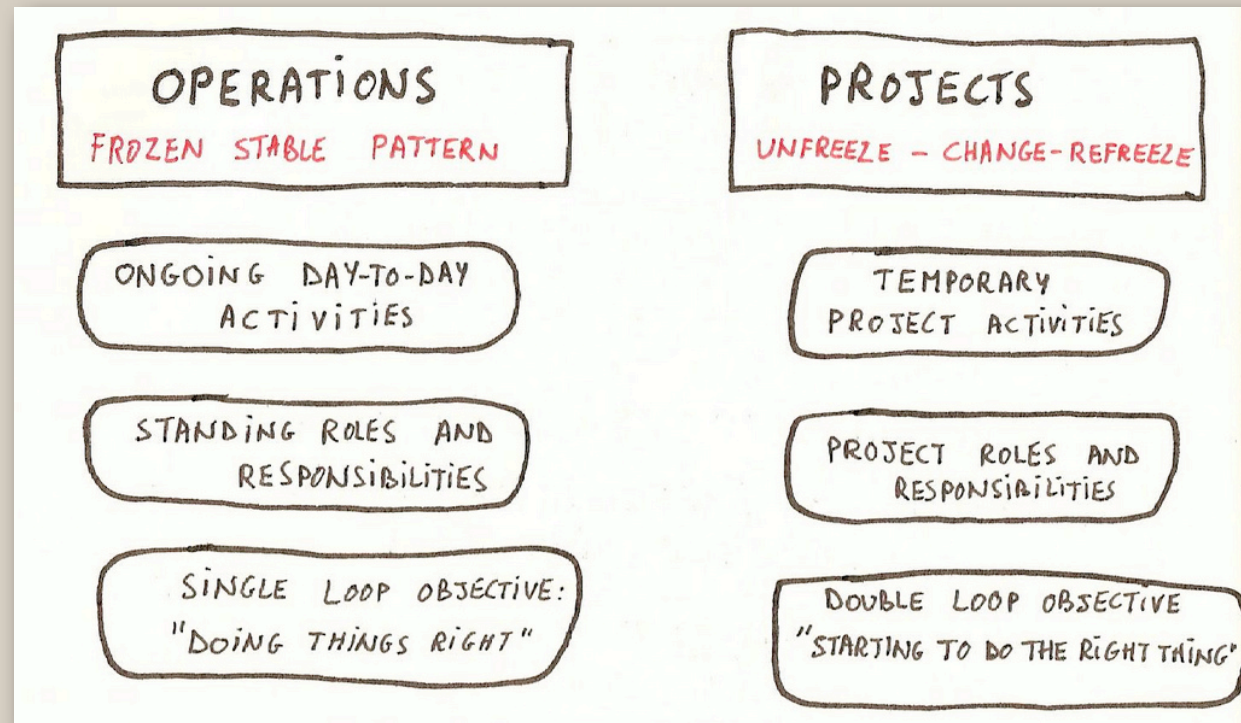 OPERATIONS
FROZEN STABLE PATTERN
ONGOING DAY-TO-DAY
ACTIVITIES
STANDING ROLES AND
RESPONSIBILITIES
SINGLE LOOP OBJECTIVE:
"DOING THINGS RIGHT"
PROJECTS
UNFREEZE - CHANGE-REFREEZE
TEMPORARY
PROJECT ACTIVITIES
PROJECT ROLES AND
RESPONSIBILITIES
DOUBLE LOOP OBJECTIVE
"STARTING TO DO THE RIGHT THING"